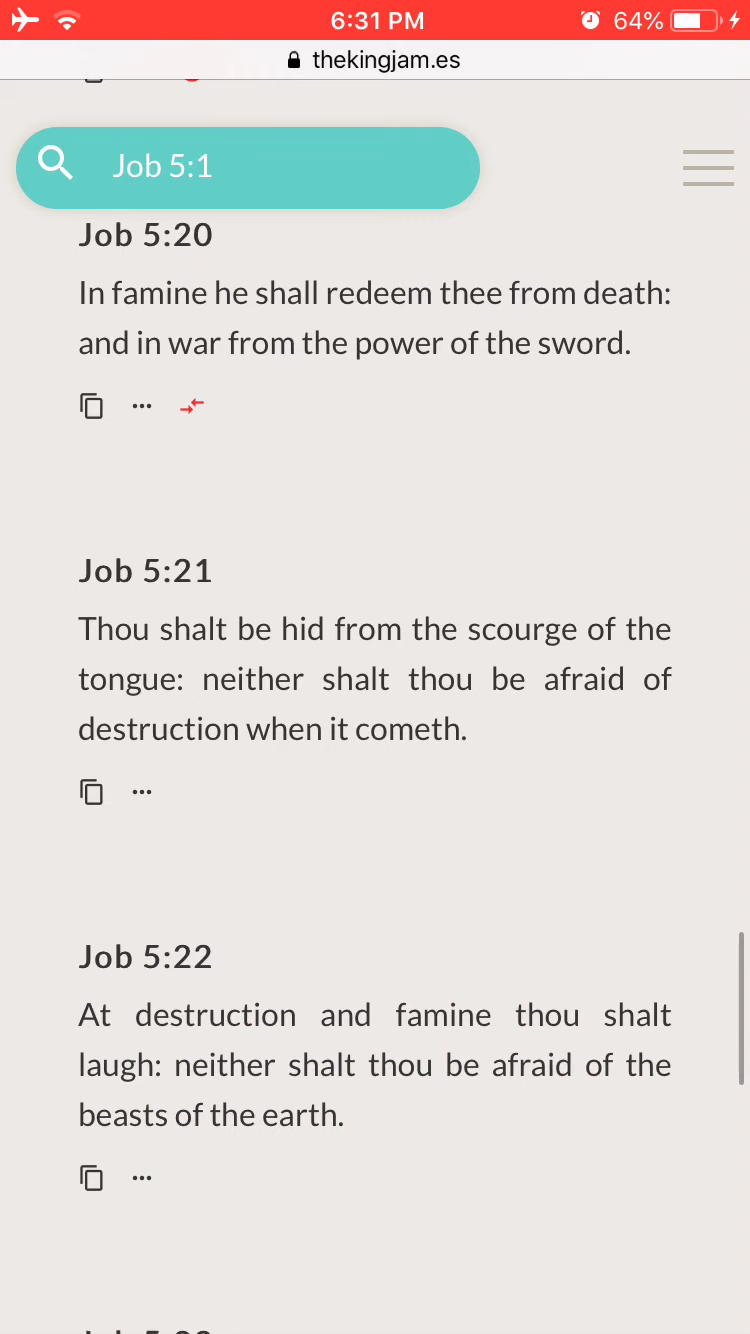 6:31 PM
64%
thekingjam.es
Job 5:1
Job 5:20
In famine he shall redeem thee from death:
and in war from the power of the sword.
Job 5:21
Thou shalt be hid from the scourge of the
tongue: neither shalt thou be afraid of
destruction when it cometh.
Job 5:22
At destruction and famine thou shalt
laugh: neither shalt thou be afraid of the
beasts of the earth.